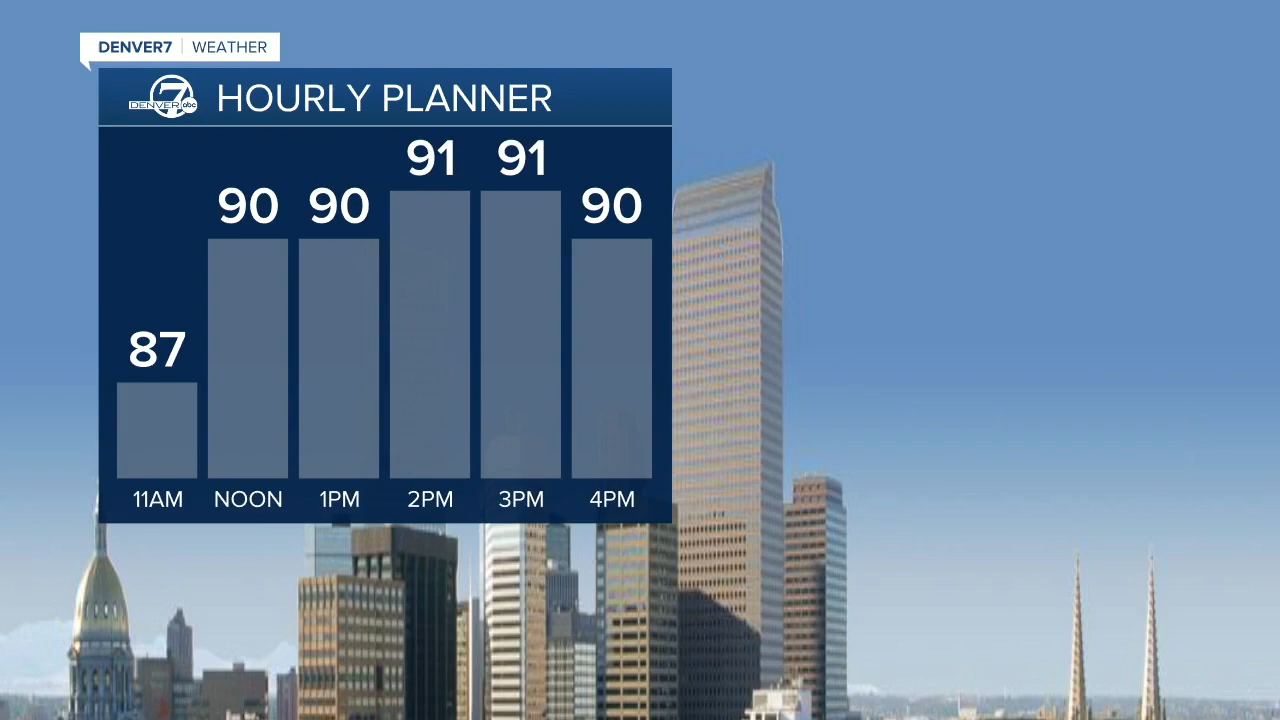 DENVER7 | WEATHER
7
DENVER abc
HOURLY PLANNER
87 90 90 91 91 90
11AM NOON 1PM 2PM 3PM 4PM